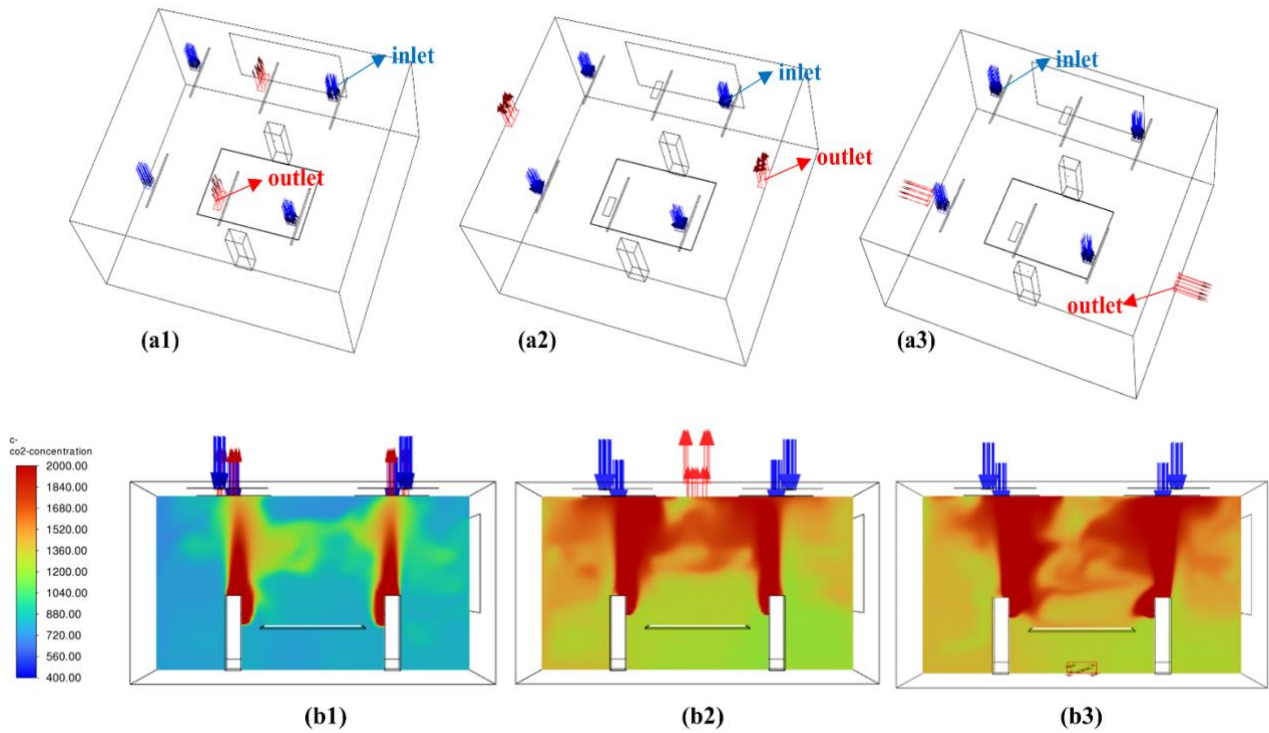 inlet
outlet
(a1)
inlet
outlet
(a2)
inlet
outlet
(a3)
c-
co2-concentration
2000.00
1840.00
1680.00
1520.00
1360.00
1200.00
1040.00
880.00
720.00
560.00
400.00
(b1)
(b2)
(b3)